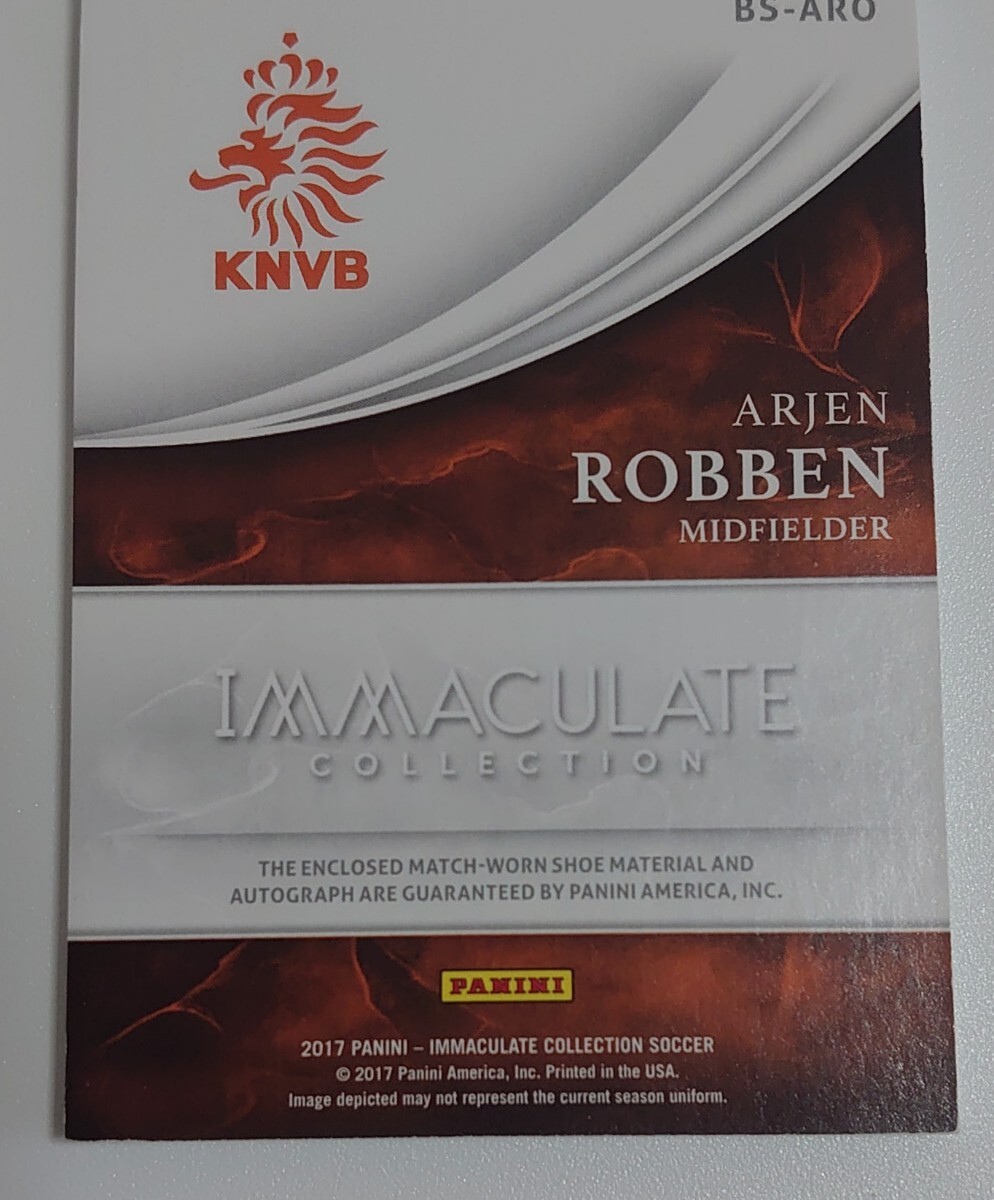 BS-ARO
KNVB
ARJEN
ROBBEN
MIDFIELDER
IMMACULATE
COLLECTION
THE ENCLOSED MATCH-WORN SHOE MATERIAL AND
AUTOGRAPH ARE GUARANTEED BY PANINI AMERICA, INC.
PANINI
2017 PANINI – IMMACULATE COLLECTION SOCCER
© 2017 Panini America, Inc. Printed in the USA.
Image depicted may not represent the current season uniform.